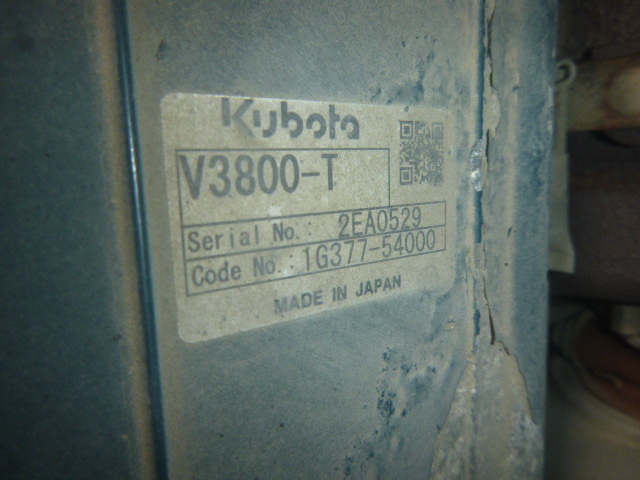 Kubota
V3800-T
Serial No.: 2EA0529
Code No.: 1G377-54000
MADE IN JAPAN